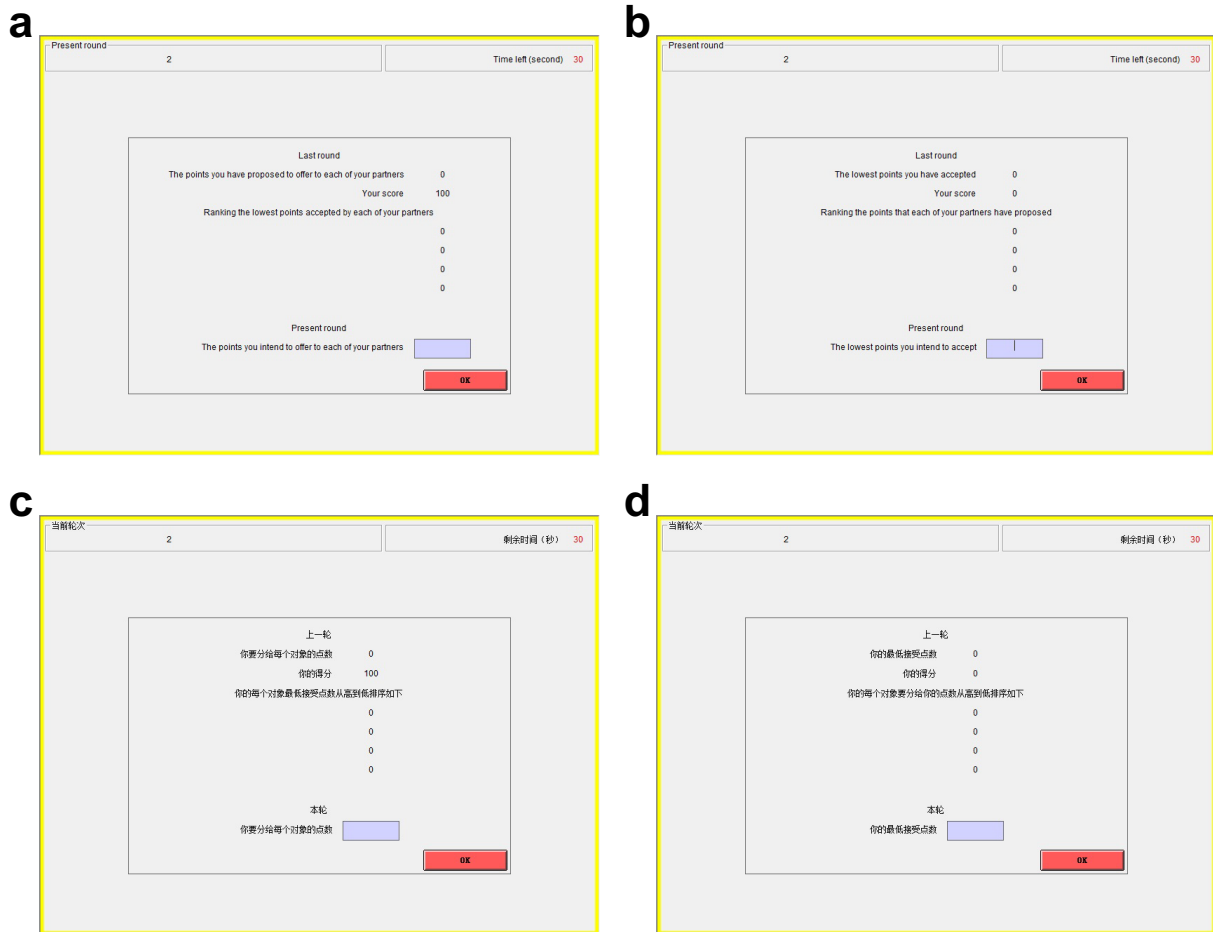 a
Present round
2
Time left (second) 30
Last round
The points you have proposed to offer to each of your partners 0
Your score 100
Ranking the lowest points accepted by each of your partners
0
0
0
0
Present round
The points you intend to offer to each of your partners
OK
b
Present round
2
Time left (second) 30
Last round
The lowest points you have accepted 0
Your score 0
Ranking the points that each of your partners have proposed
0
0
0
0
Present round
The lowest points you intend to accept
OK
c
当前轮次
2
剩余时间（秒） 30
上一轮
你要分给每个对象的点数 0
你的得分 100
你的每个对象最低接受点数从高到低排序如下
0
0
0
0
本轮
你要分给每个对象的点数
OK
d
当前轮次
2
剩余时间（秒） 30
上一轮
你的最低接受点数 0
你的得分 0
你的每个对象要分给你的点数从高到低排序如下
0
0
0
0
本轮
你的最低接受点数
OK